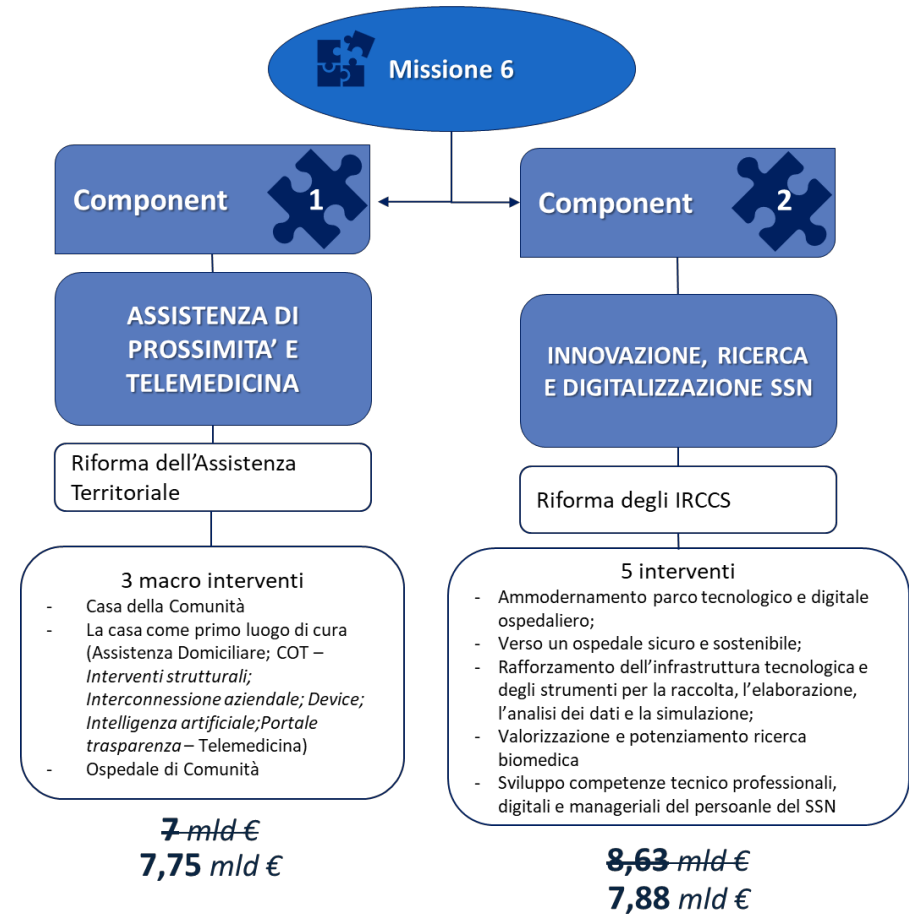 Missione 6
Component 1
ASSISTENZA DI
PROSSIMITA’ E
TELEMEDICINA
Riforma dell’Assistenza
Territoriale
3 macro interventi
- Casa della Comunità
- La casa come primo luogo di cura
(Assistenza Domiciliare; COT –
Interventi strutturali;
Interconnessione aziendale; Device;
Intelligenza artificiale;Portale
trasparenza – Telemedicina)
- Ospedale di Comunità
7 mld €
7,75 mld €
Component 2
INNOVAZIONE, RICERCA
E DIGITALIZZAZIONE SSN
Riforma degli IRCCS
5 interventi
- Ammodernamento parco tecnologico e digitale
ospedaliero;
- Verso un ospedale sicuro e sostenibile;
- Rafforzamento dell’infrastruttura tecnologica e
degli strumenti per la raccolta, l’elaborazione,
l’analisi dei dati e la simulazione;
- Valorizzazione e potenziamento ricerca
biomedica
- Sviluppo competenze tecnico professionali,
digitali e manageriali del persoanle del SSN
8,63 mld €
7,88 mld €